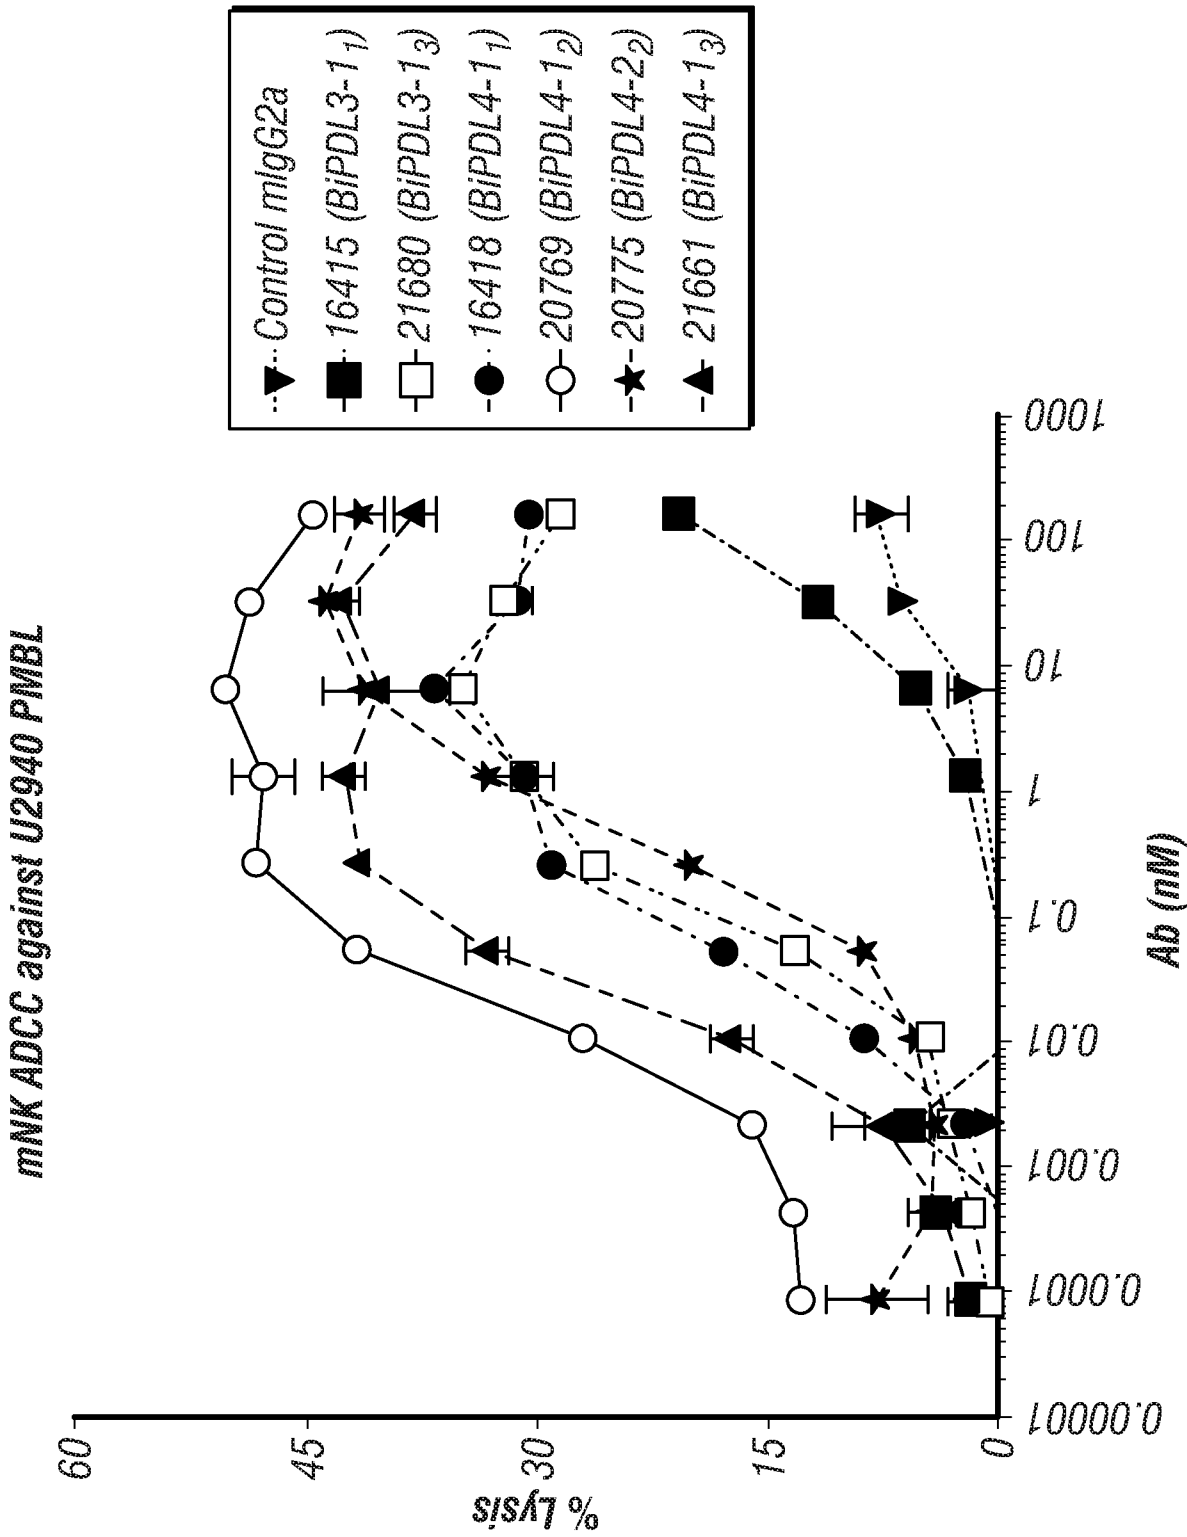 mNK ADCC against U2940 PMBL
% Lysis
60
45
30
15
0
0.00001
0.0001
0.001
0.01
0.1
1
10
100
1000
Ab (nM)
Control mIgG2a
16415 (BiPDL3-1₁)
21680 (BiPDL3-1₃)
16418 (BiPDL4-1₁)
20769 (BiPDL4-1₂)
20775 (BiPDL4-2₂)
21661 (BiPDL4-1₃)